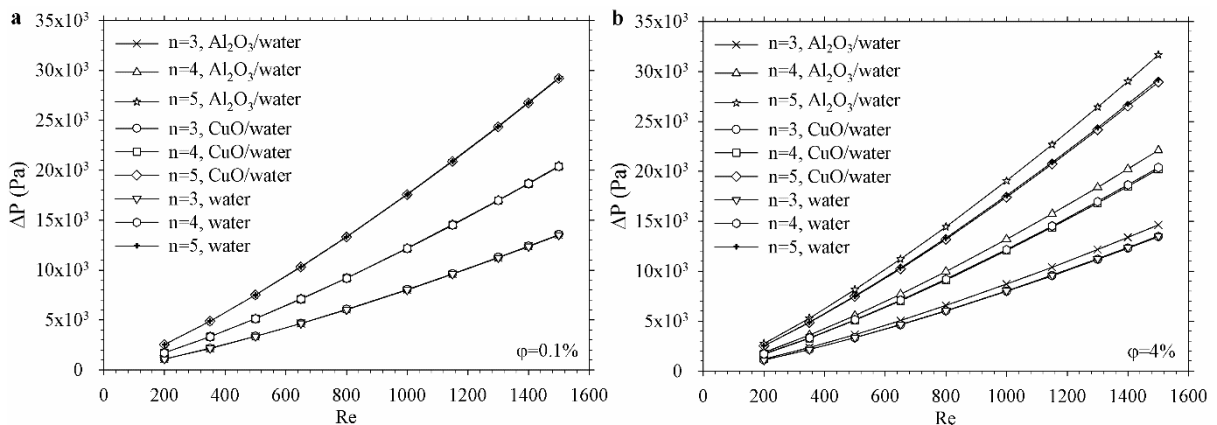 a
35x10³
30x10³
25x10³
20x10³
15x10³
10x10³
5x10³
0
ΔP (Pa)
n=3, Al₂O₃/water
n=4, Al₂O₃/water
n=5, Al₂O₃/water
n=3, CuO/water
n=4, CuO/water
n=5, CuO/water
n=3, water
n=4, water
n=5, water
φ=0.1%
0 200 400 600 800 1000 1200 1400 1600
Re
b
35x10³
30x10³
25x10³
20x10³
15x10³
10x10³
5x10³
0
ΔP (Pa)
n=3, Al₂O₃/water
n=4, Al₂O₃/water
n=5, Al₂O₃/water
n=3, CuO/water
n=4, CuO/water
n=5, CuO/water
n=3, water
n=4, water
n=5, water
φ=4%
0 200 400 600 800 1000 1200 1400 1600
Re